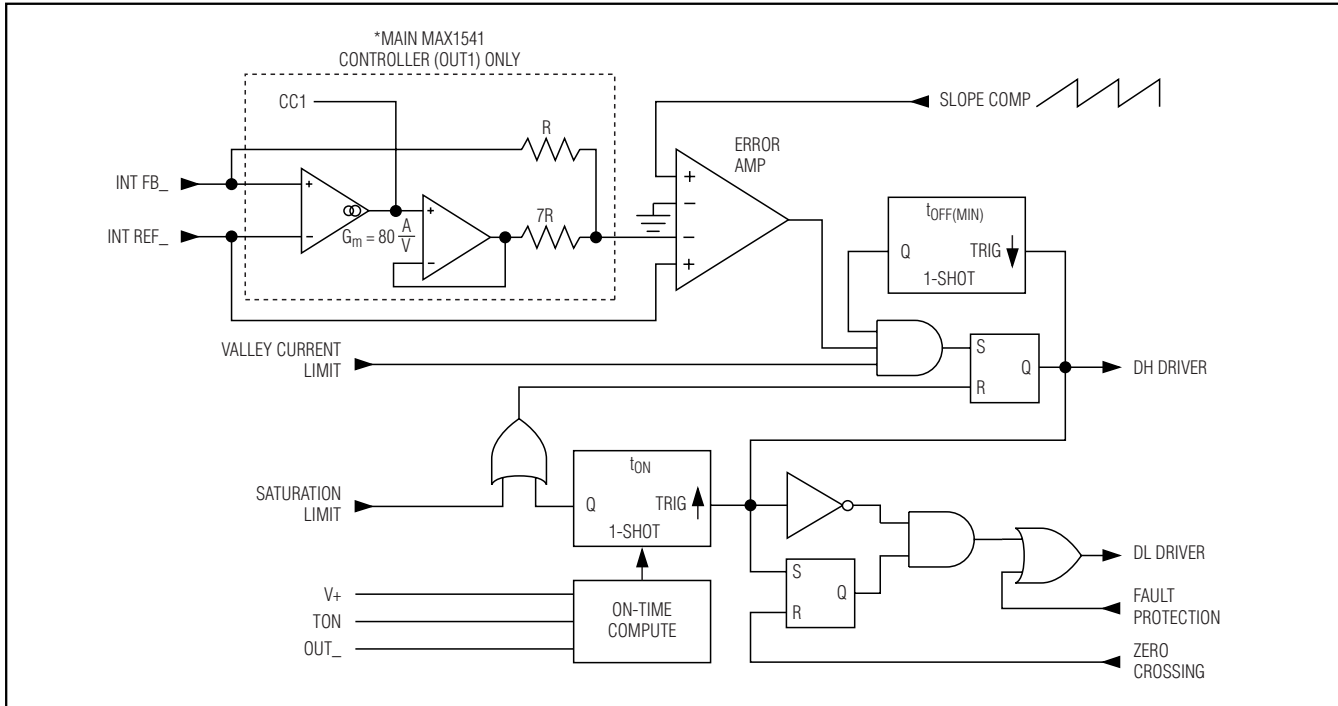 *MAIN MAX1541
CONTROLLER (OUT1) ONLY
CC1
R
INT FB_
INT REF_
+
-
Gm = 80 A/V
+
-
7R
SLOPE COMP
ERROR
AMP
+
-
-
+
tOFF(MIN)
Q
TRIG
1-SHOT
VALLEY CURRENT
LIMIT
S
Q
R
DH DRIVER
SATURATION
LIMIT
tON
Q
TRIG
1-SHOT
V+
TON
OUT_
ON-TIME
COMPUTE
S
Q
R
DL DRIVER
FAULT
PROTECTION
ZERO
CROSSING